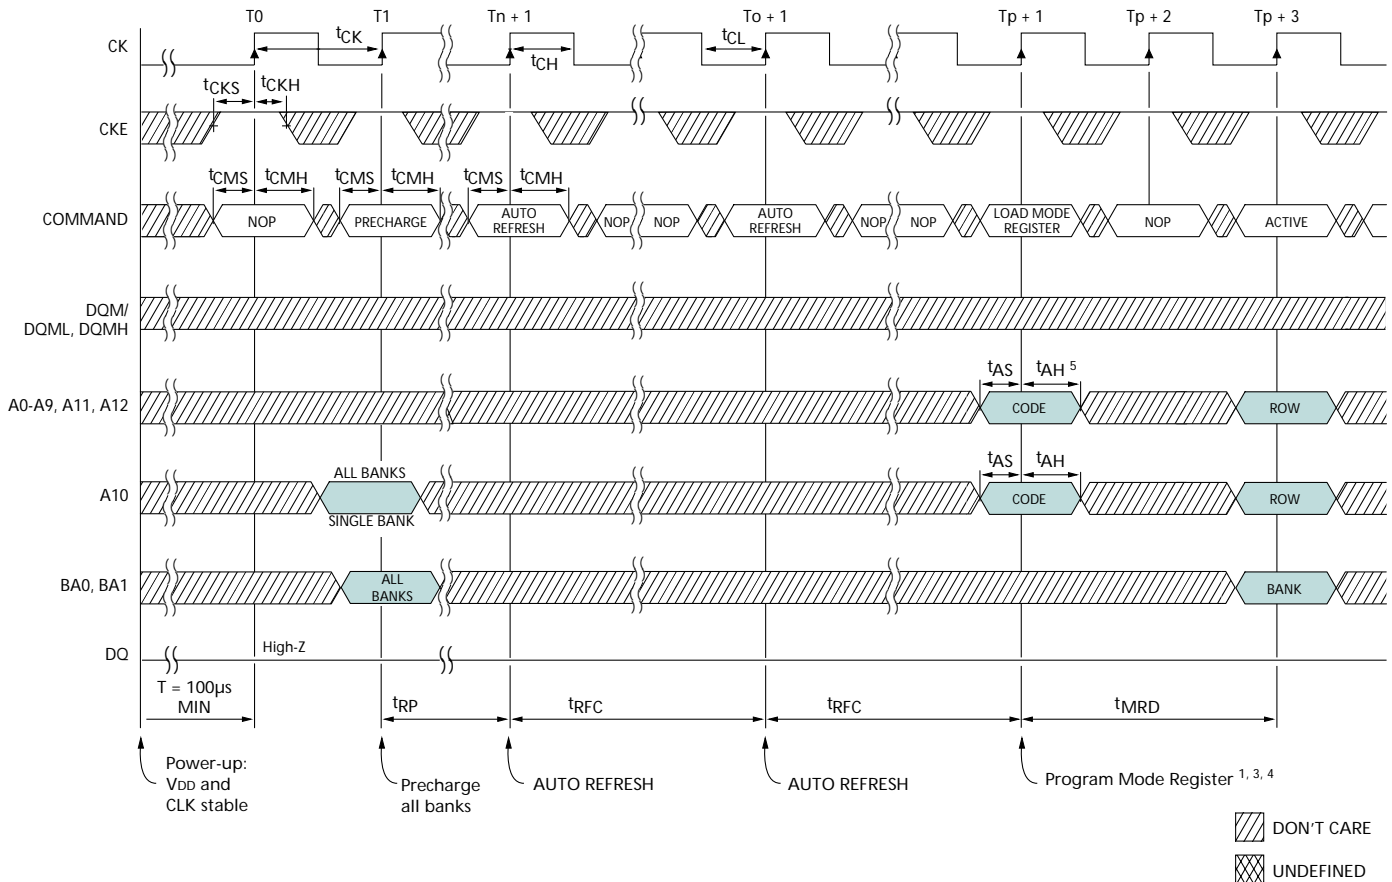 T0 T1 Tn + 1 To + 1 Tp + 1 Tp + 2 Tp + 3
CK
tCK
tCH
tCL
tCKS tCKH
CKE
tCMS tCMH tCMS tCMH tCMS tCMH
COMMAND
NOP PRECHARGE AUTO REFRESH NOP NOP AUTO REFRESH NOP NOP LOAD MODE REGISTER NOP ACTIVE
DQM/
DQML, DQMH
tAS tAH 5
A0-A9, A11, A12
CODE ROW
ALL BANKS
tAS tAH
A10
CODE ROW
SINGLE BANK
BA0, BA1
ALL BANKS
BANK
High-Z
DQ
T = 100µs
MIN
tRP tRFC tRFC tMRD
Power-up:
VDD and
CLK stable
Precharge
all banks
AUTO REFRESH
AUTO REFRESH
Program Mode Register 1, 3, 4
DON'T CARE
UNDEFINED